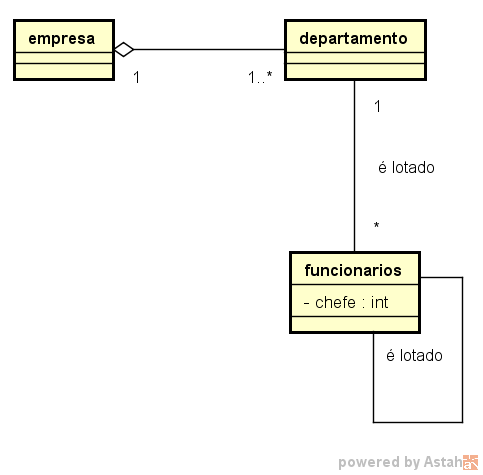 empresa
departamento
1
1..*
1
é lotado
*
funcionarios
- chefe : int
é lotado
powered by Astah